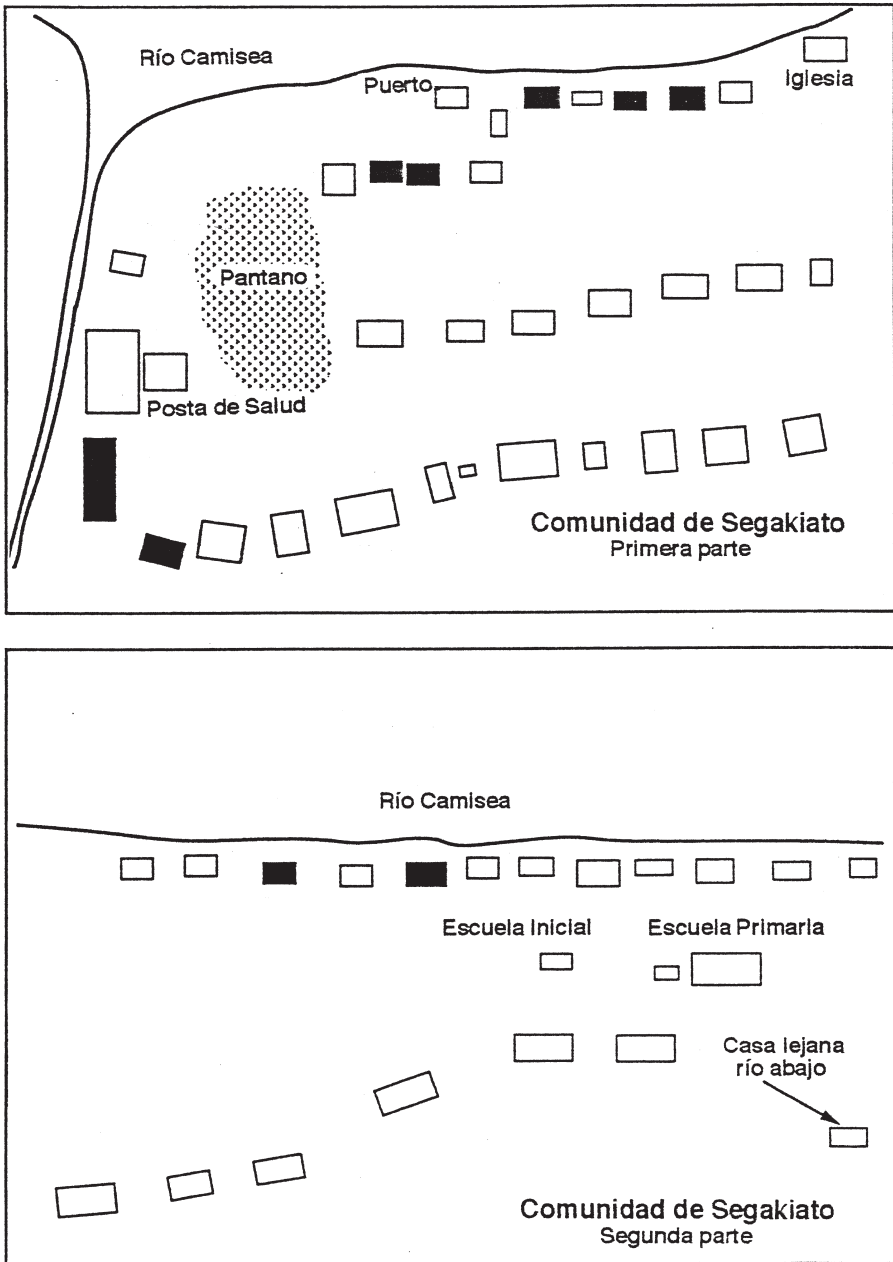 Río Camisea
Puerto
Iglesia
Pantano
Posta de Salud
Comunidad de Segakiato
Primera parte
Río Camisea
Escuela Inicial
Escuela Primaria
Casa lejana
río abajo
Comunidad de Segakiato
Segunda parte